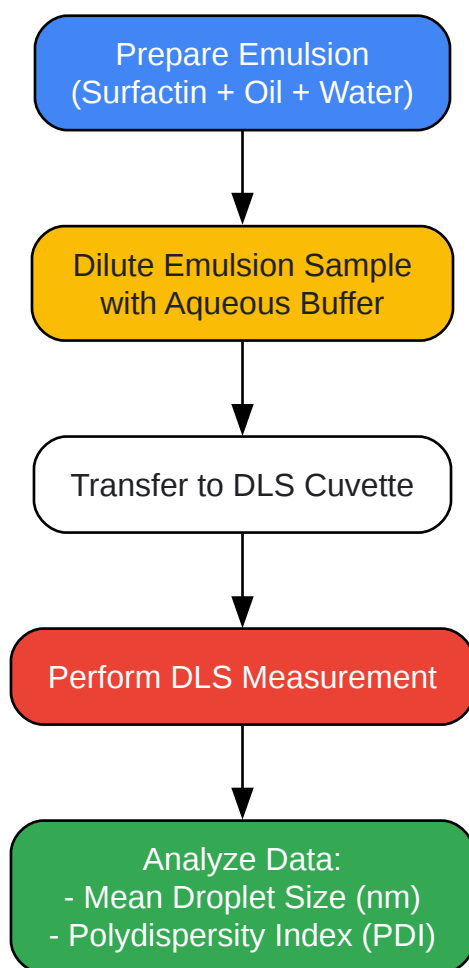 Prepare Emulsion
(Surfactin + Oil + Water)
Dilute Emulsion Sample
with Aqueous Buffer
Transfer to DLS Cuvette
Perform DLS Measurement
Analyze Data:
- Mean Droplet Size (nm)
- Polydispersity Index (PDI)